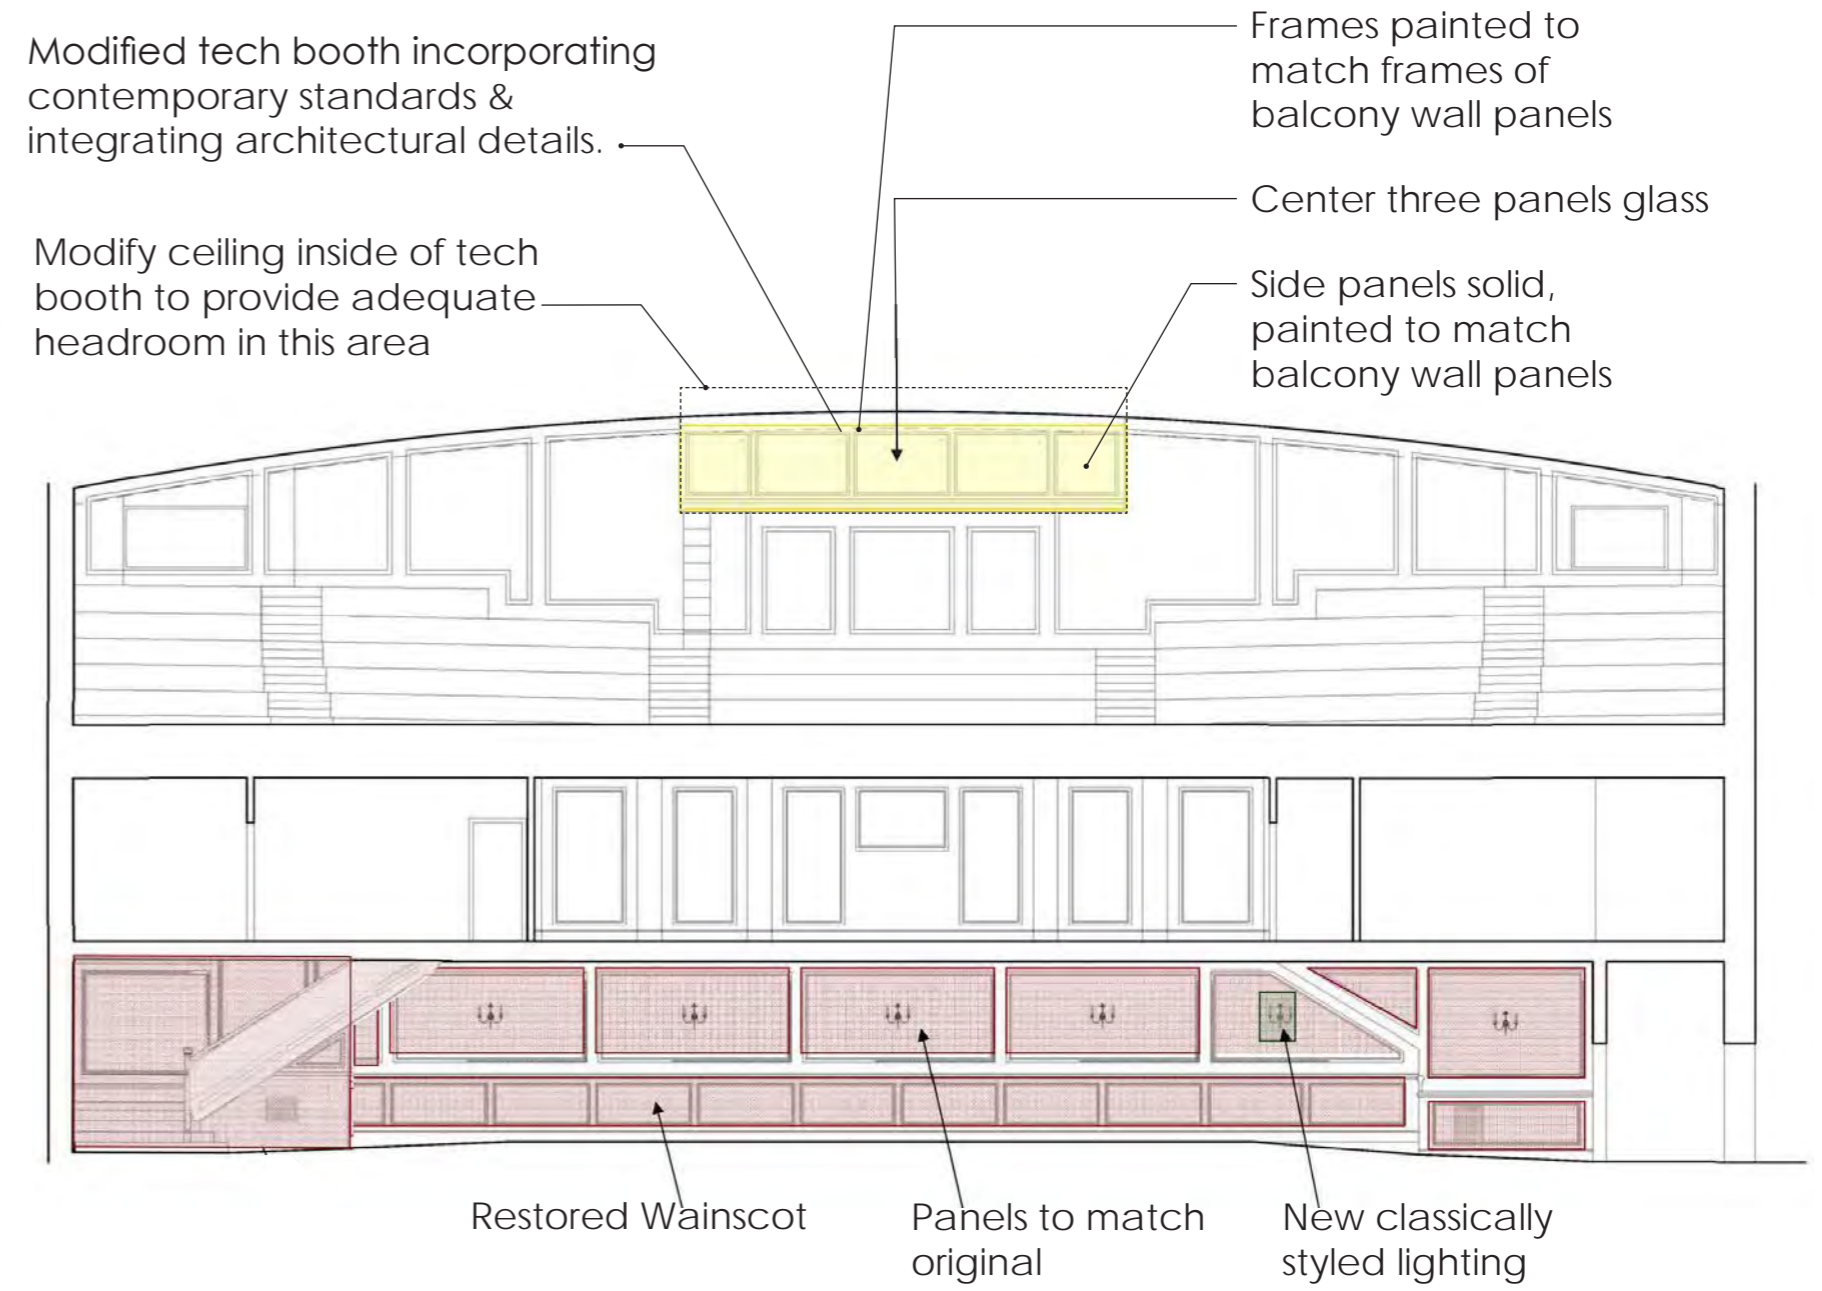 Modified tech booth incorporating
contemporary standards &
integrating architectural details.
Modify ceiling inside of tech
booth to provide adequate
headroom in this area
Frames painted to
match frames of
balcony wall panels
Center three panels glass
Side panels solid,
painted to match
balcony wall panels
Restored Wainscot
Panels to match
original
New classically
styled lighting